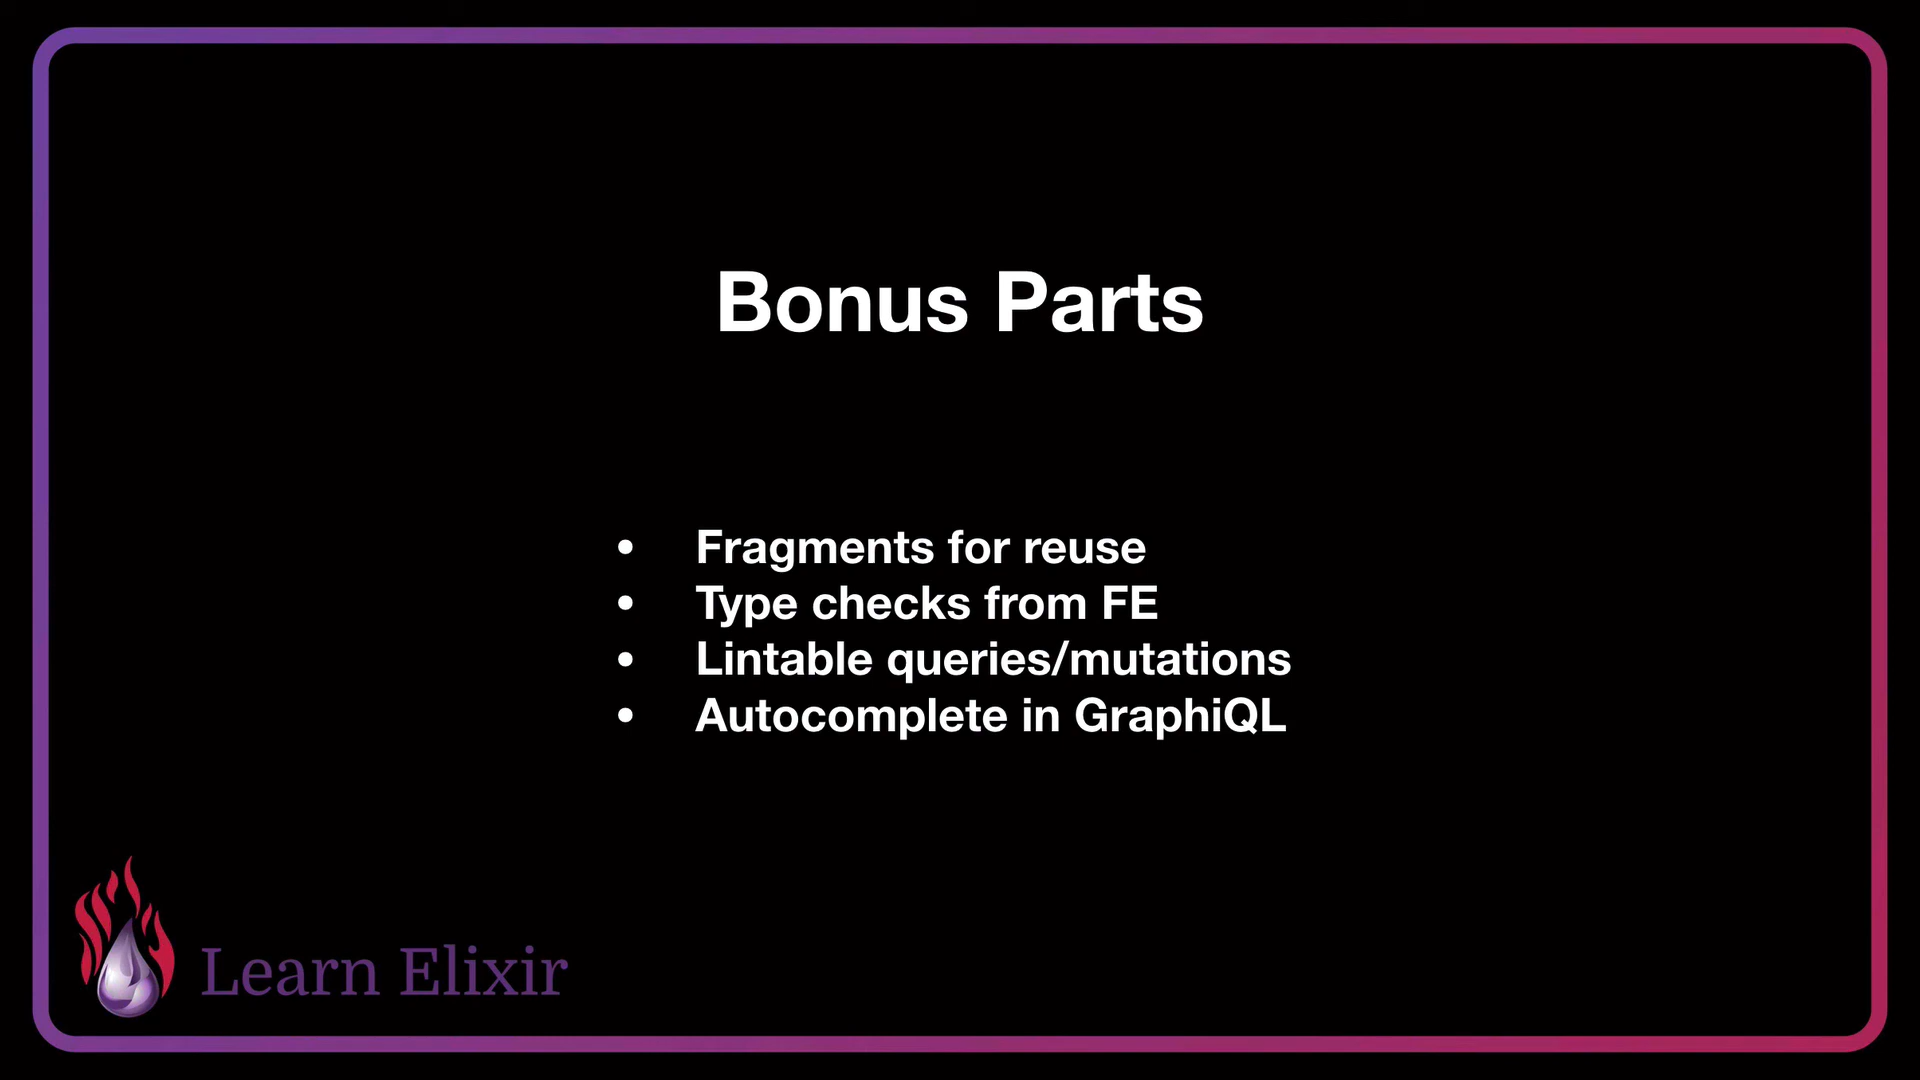 Bonus Parts
• Fragments for reuse
• Type checks from FE
• Lintable queries/mutations
• Autocomplete in GraphiQL
Learn Elixir